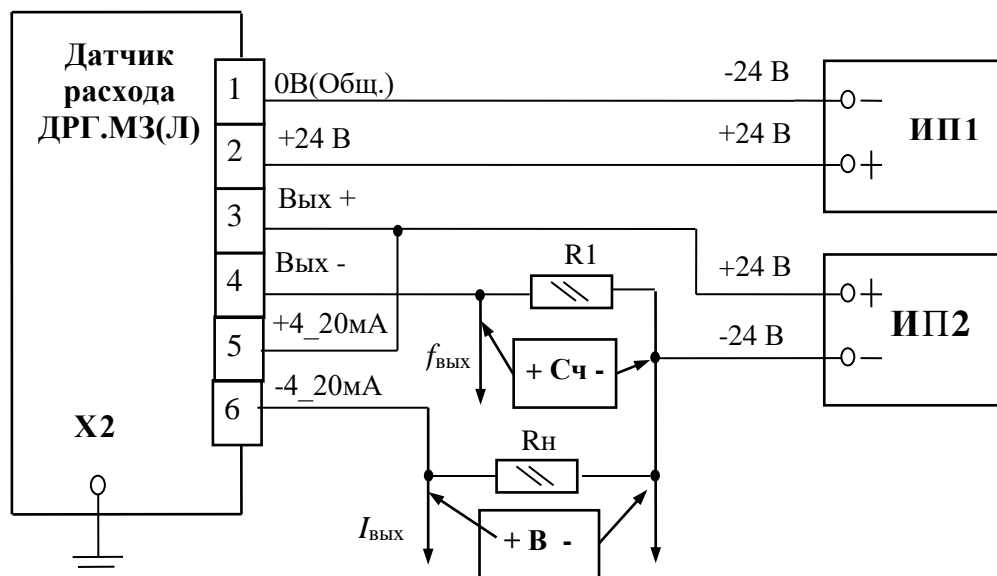 Датчик
расхода
ДРГ.МЗ(Л)
1
0В(Общ.)
-24 В
ИП1
2
+24 В
+24 В
3
Вых +
4
Вых -
R1
+24 В
ИП2
5
+4_20мА
fвых
+ Сч -
-24 В
6
-4_20мА
X2
Rн
Iвых
+ В -